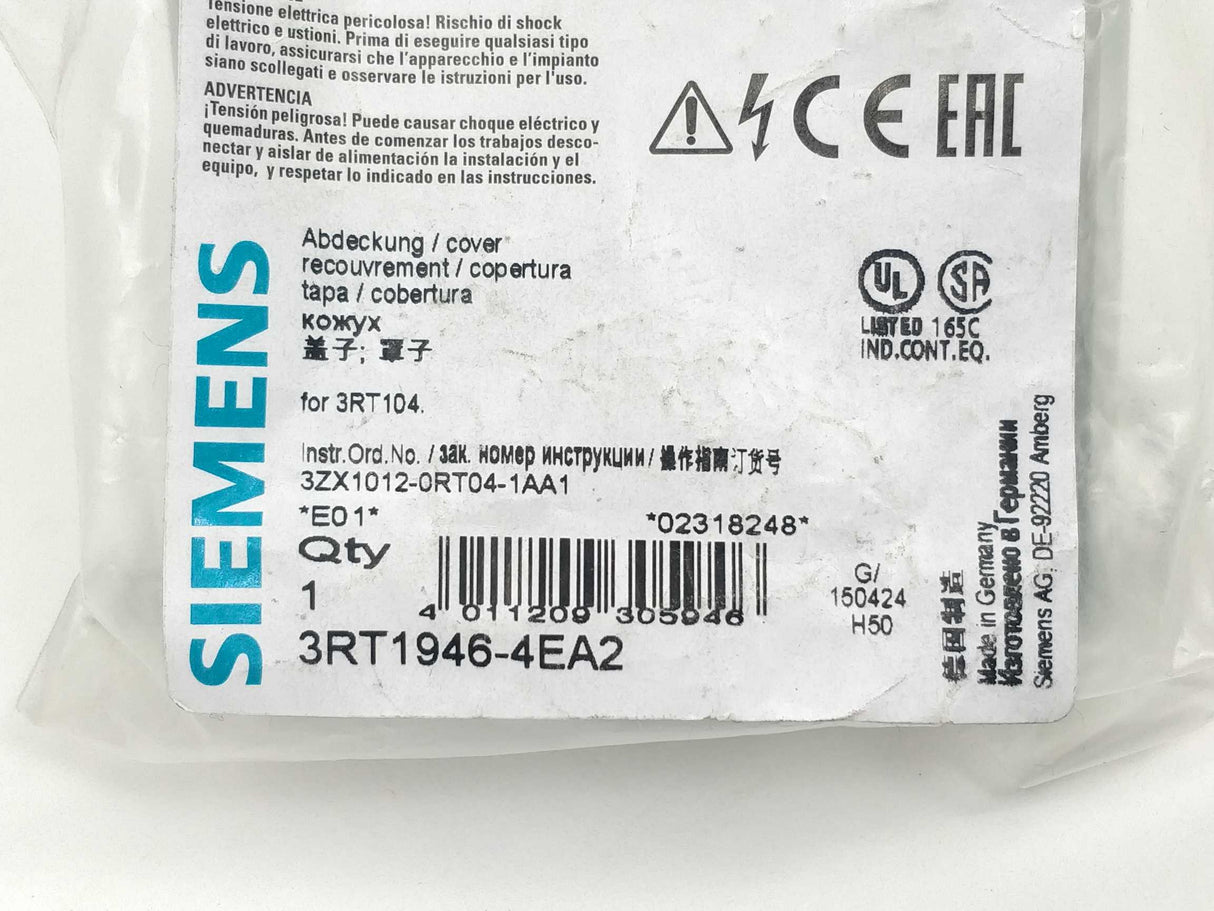 Tensione elettrica pericolosa! Rischio di shock
elettrico e ustioni. Prima di eseguire qualsiasi tipo
di lavoro, assicurarsi che l'apparecchio e l'impianto
siano scollegati e osservare le istruzioni per l'uso.
ADVERTENCIA
¡Tensión peligrosa! Puede causar choque eléctrico y
quemaduras. Antes de comenzar los trabajos desco-
nectar y aislar de alimentación la instalación y el
equipo, y respetar lo indicado en las instrucciones.
CE EAC
SIEMENS
Abdeckung / cover
recouvrement / copertura
tapa / cobertura
кожух
盖子; 罩子
for 3RT104.
UL SA
LISTED 165C
IND.CONT.EQ.
Instr.Ord.No. / зак. номер инструкции / 操作指南订货号
3ZX1012-0RT04-1AA1
*E01*
*02318248*
Qty
1
4 011209 305946
3RT1946-4EA2
G/
150424
H50
德国制造
Made in Germany
Изготовлено в Германии
Siemens AG, DE-92220 Amberg